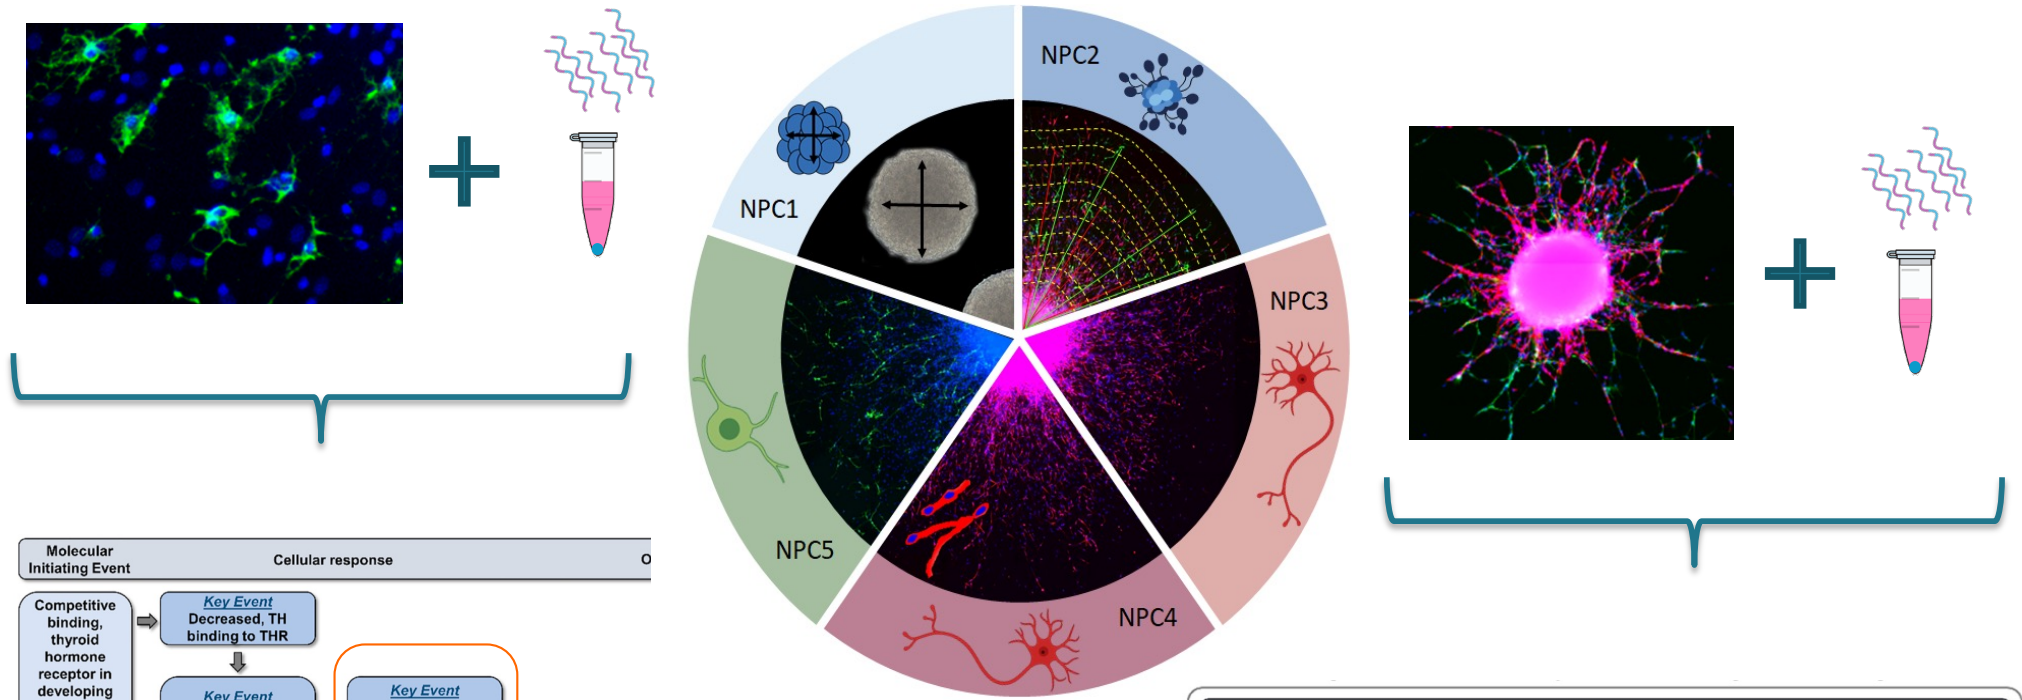 NPC1
NPC2
NPC3
NPC4
NPC5
Molecular
Initiating Event
Cellular response
O
Competitive
binding,
thyroid
hormone
receptor in
developing
Key Event
Decreased, TH
binding to THR
Key Event
Key Event